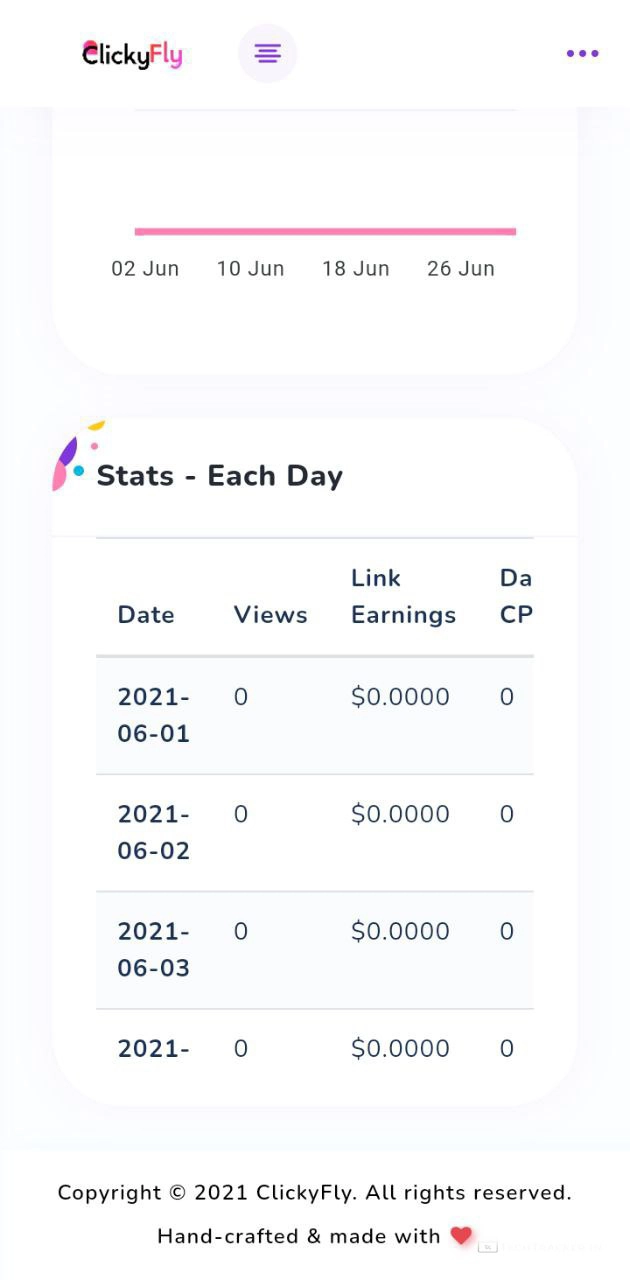 ClickyFly
02 Jun 10 Jun 18 Jun 26 Jun
Stats - Each Day
Link Da
Date Views Earnings CP
2021- 0 $0.0000 0
06-01
2021- 0 $0.0000 0
06-02
2021- 0 $0.0000 0
06-03
2021- 0 $0.0000 0
Copyright © 2021 ClickyFly. All rights reserved.
Hand-crafted & made with